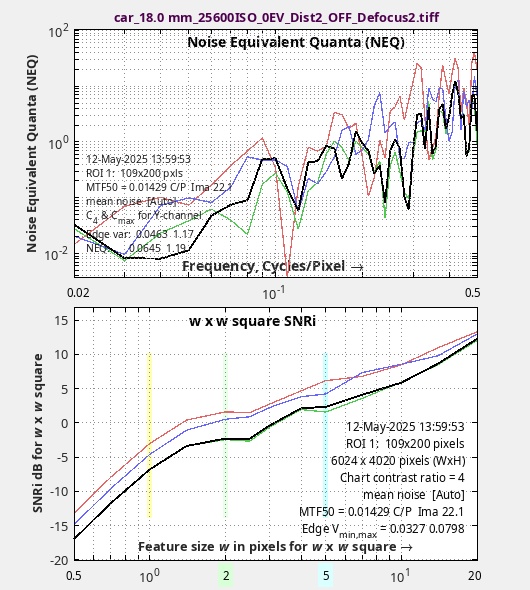 car_18.0 mm_25600ISO_0EV_Dist2_OFF_Defocus2.tiff
Noise Equivalent Quanta (NEQ)
Noise Equivalent Quanta (NEQ)
10^2
10^0
10^-2
12-May-2025 13:59:53
ROI 1: 109x200 pxls
MTF50 = 0.01429 C/P Ima 22.1
mean noise [Auto]
C_4 & C_max for Y-channel
Edge var: 0.0463 1.17
NEQ 0.0645 1.19
Frequency, Cycles/Pixel →
0.02 10^-1 0.5
w x w square SNRi
SNRi dB for w x w square
15
10
5
0
-5
-10
-15
-20
12-May-2025 13:59:53
ROI 1: 109x200 pixels
6024 x 4020 pixels (WxH)
Chart contrast ratio = 4
mean noise [Auto]
MTF50 = 0.01429 C/P Ima 22.1
Edge V_min,max = 0.0327 0.0798
Feature size w in pixels for w x w square →
0.5 10^0 2 5 10^1 20